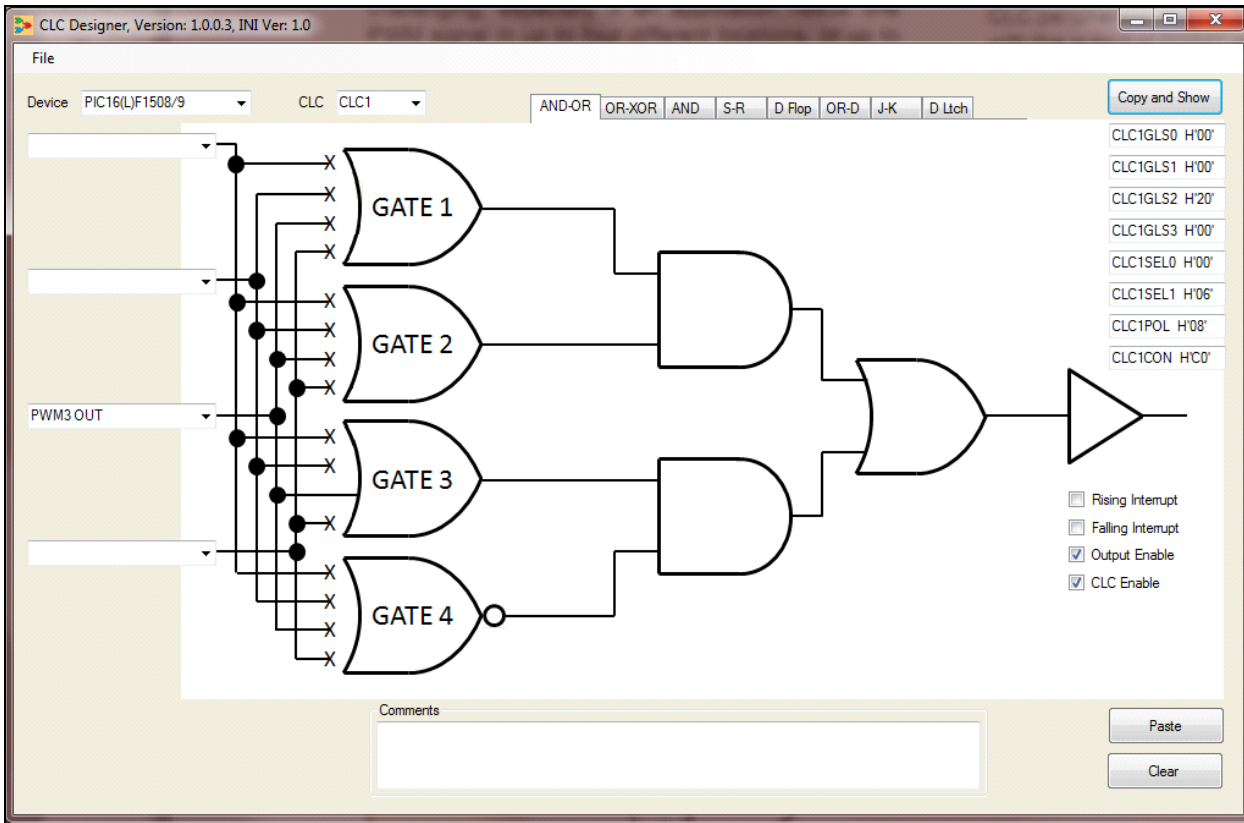 CLC Designer, Version: 1.0.0.3, INI Ver: 1.0
File
Device PIC16(L)F1508/9 CLC CLC1
AND-OR OR-XOR AND S-R D Flop OR-D J-K D Ltch
Copy and Show
CLC1GLS0 H'00'
CLC1GLS1 H'00'
CLC1GLS2 H'20'
CLC1GLS3 H'00'
CLC1SEL0 H'00'
CLC1SEL1 H'06'
CLC1POL H'08'
CLC1CON H'C0'
X
X
GATE 1
X
X
X
X
GATE 2
X
X
PWM3 OUT
X
X
GATE 3
X
X
X
GATE 4
X
X
Rising Interrupt
Falling Interrupt
Output Enable
CLC Enable
Comments
Paste
Clear